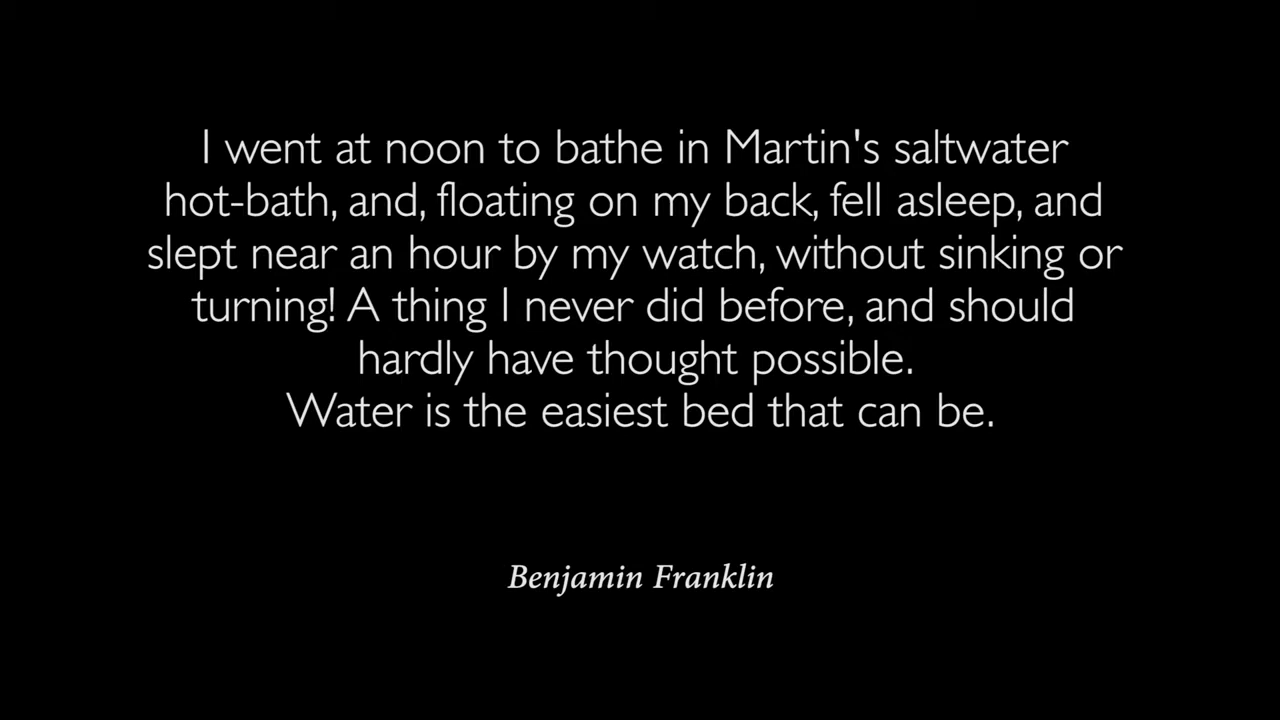 I went at noon to bathe in Martin's saltwater
hot-bath, and, floating on my back, fell asleep, and
slept near an hour by my watch, without sinking or
turning! A thing I never did before, and should
hardly have thought possible.
Water is the easiest bed that can be.
Benjamin Franklin